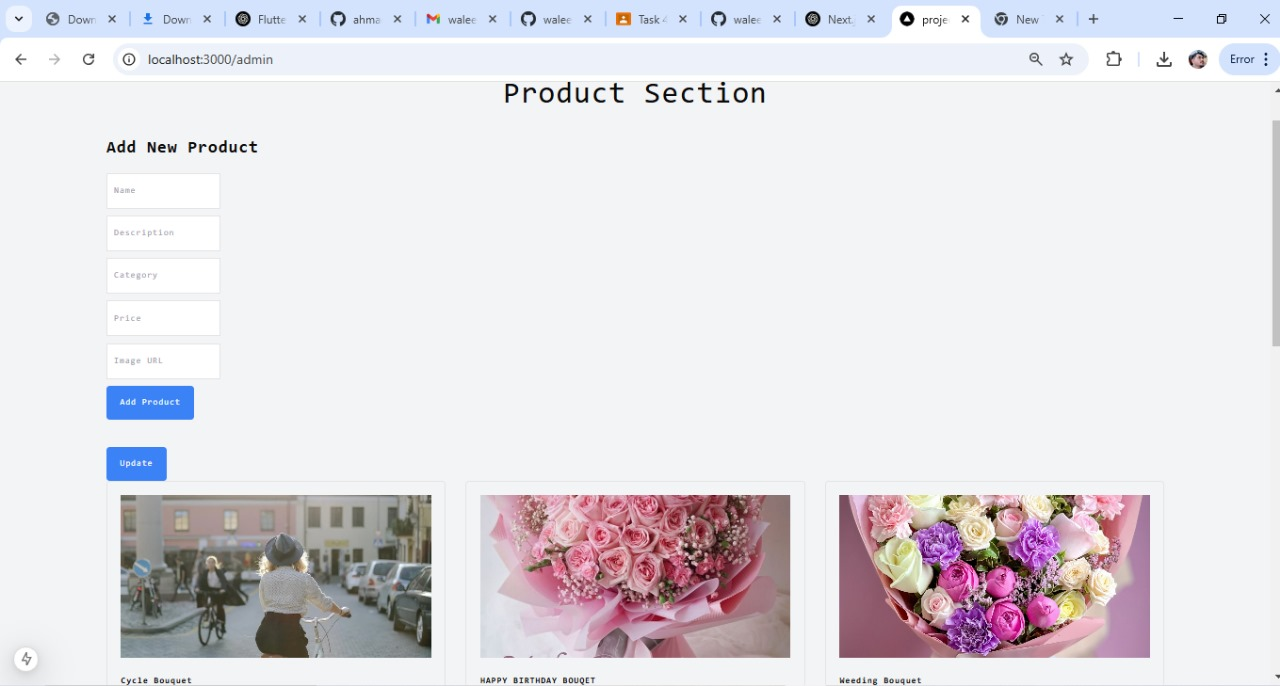 Down
Down
Flutte
ahma
walee
walee
Task 4
walee
Next.j
proje
New
localhost:3000/admin
Error
Product Section
Add New Product
Name
Description
Category
Price
Image URL
Add Product
Update
Cycle Bouquet
HAPPY BIRTHDAY BOUQET
Weeding Bouquet